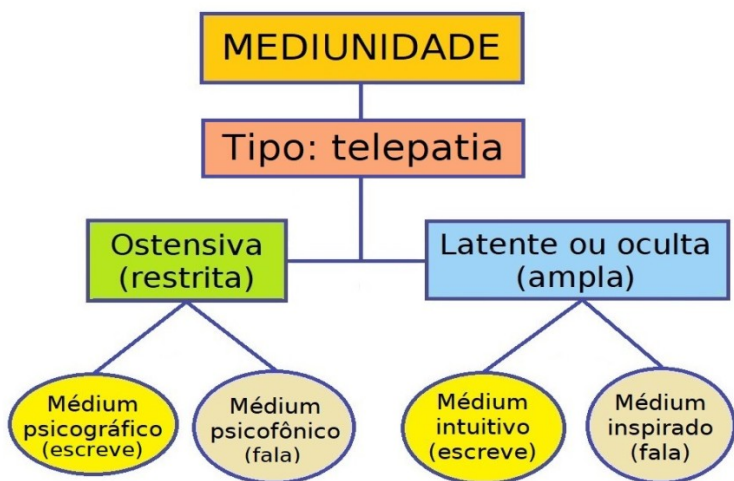 MEDIUNIDADE
Tipo: telepatia
Ostensiva
(restrita)
Latente ou oculta
(ampla)
Médium
psicográfico
(escreve)
Médium
psicofônico
(fala)
Médium
intuitivo
(escreve)
Médium
inspirado
(fala)